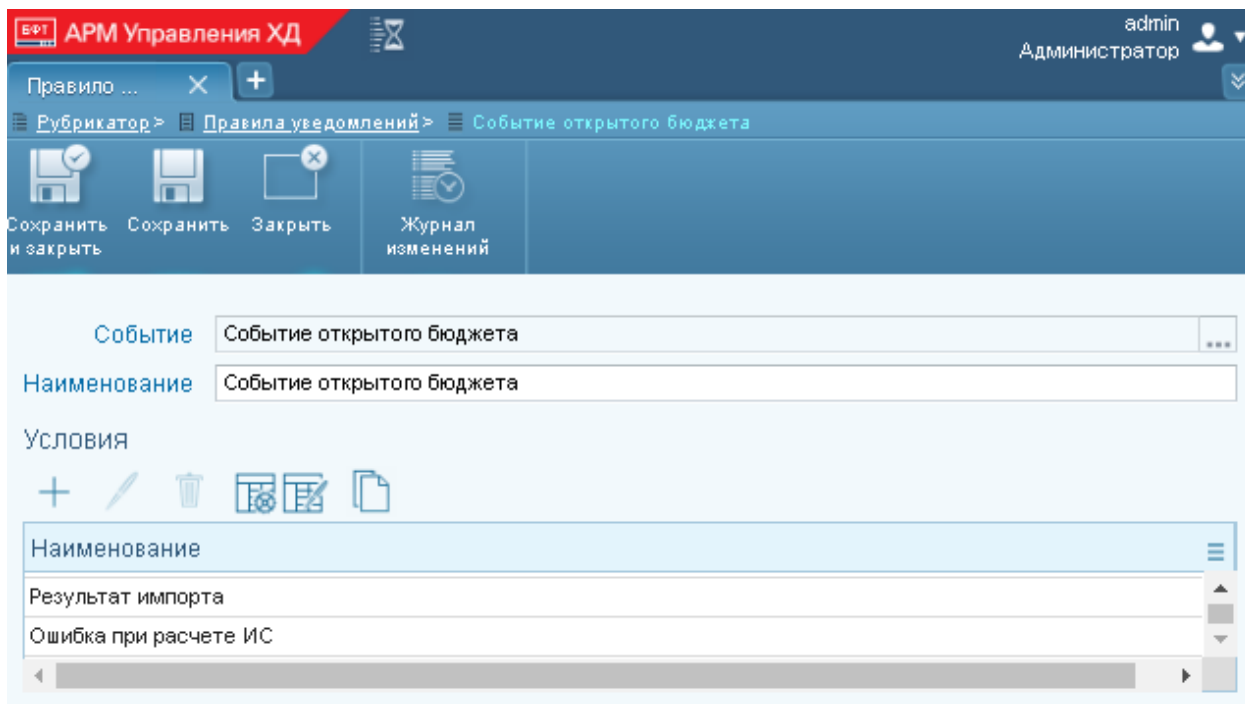 БФТ АРМ Управления ХД
admin
Администратор
Правило ...
Рубрикатор> Правила уведомлений> Событие открытого бюджета
Сохранить и закрыть
Сохранить
Закрыть
Журнал изменений
Событие Событие открытого бюджета ...
Наименование Событие открытого бюджета
Условия
Наименование
Результат импорта
Ошибка при расчете ИС